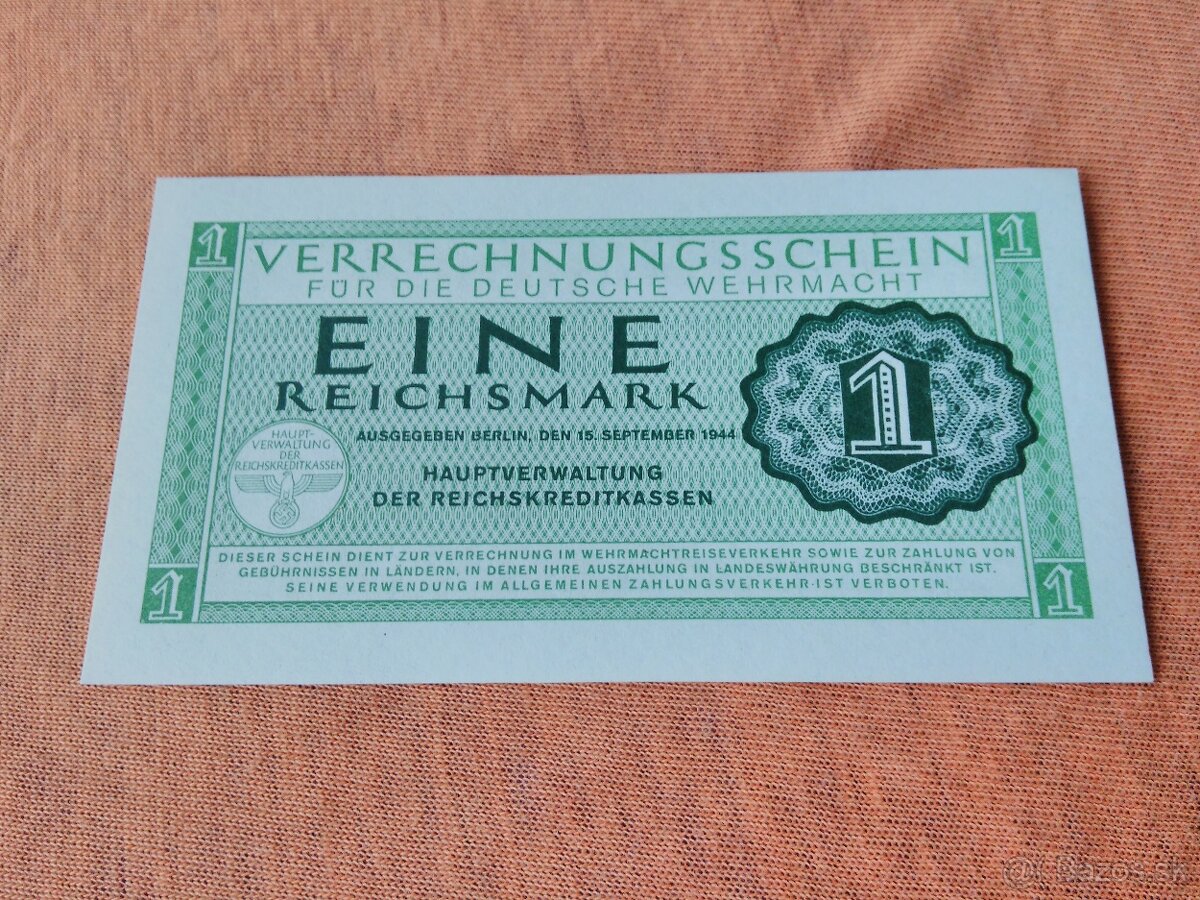 1 1
VERRECHNUNGSSCHEIN
FÜR DIE DEUTSCHE WEHRMACHT
EINE
REICHSMARK
1
AUSGEGEBEN BERLIN, DEN 15. SEPTEMBER 1944
HAUPT-
VERWALTUNG
DER
REICHSKREDITKASSEN
HAUPTVERWALTUNG
DER REICHSKREDITKASSEN
DIESER SCHEIN DIENT ZUR VERRECHNUNG IM WEHRMACHTREISEVERKEHR SOWIE ZUR ZAHLUNG VON
GEBÜHRNISSEN IN LÄNDERN, IN DENEN IHRE AUSZAHLUNG IN LANDESWÄHRUNG BESCHRÄNKT IST.
SEINE VERWENDUNG IM ALLGEMEINEN ZAHLUNGSVERKEHR IST VERBOTEN.
1 1
Bazos.sk